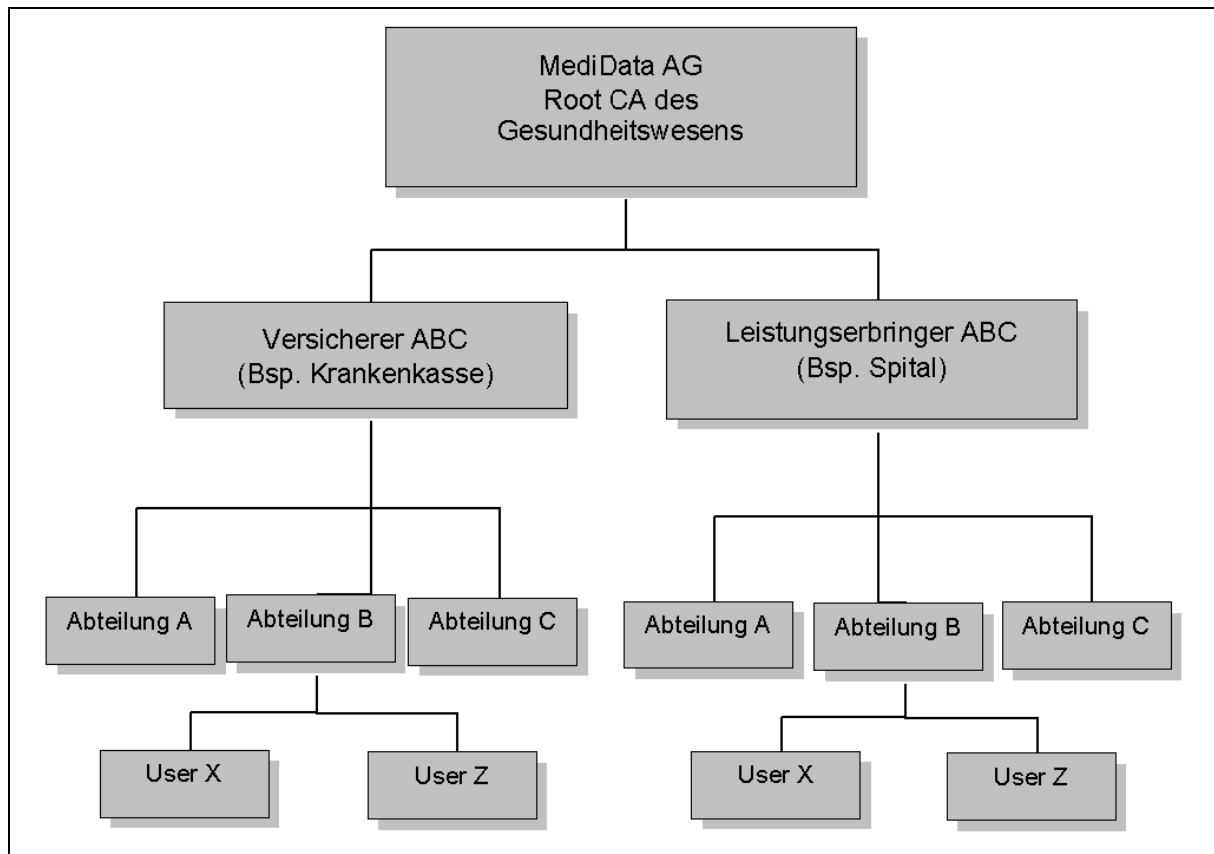 MediData AG
Root CA des
Gesundheitswesens
Versicherer ABC
(Bsp. Krankenkasse)
Leistungserbringer ABC
(Bsp. Spital)
Abteilung A
Abteilung B
Abteilung C
Abteilung A
Abteilung B
Abteilung C
User X
User Z
User X
User Z